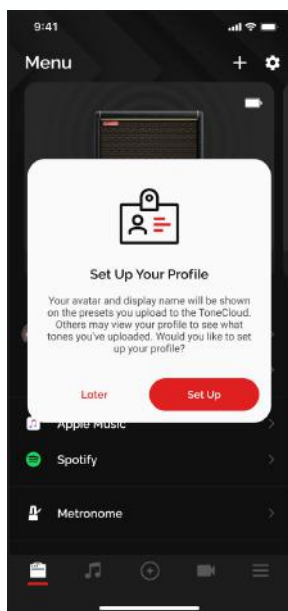 9:41
Menu
Set Up Your Profile
Your avatar and display name will be shown
on the presets you upload to the ToneCloud.
Others may view your profile to see what
tones you've uploaded. Would you like to set
up your profile?
Later
Set Up
Apple Music
Spotify
Metronome